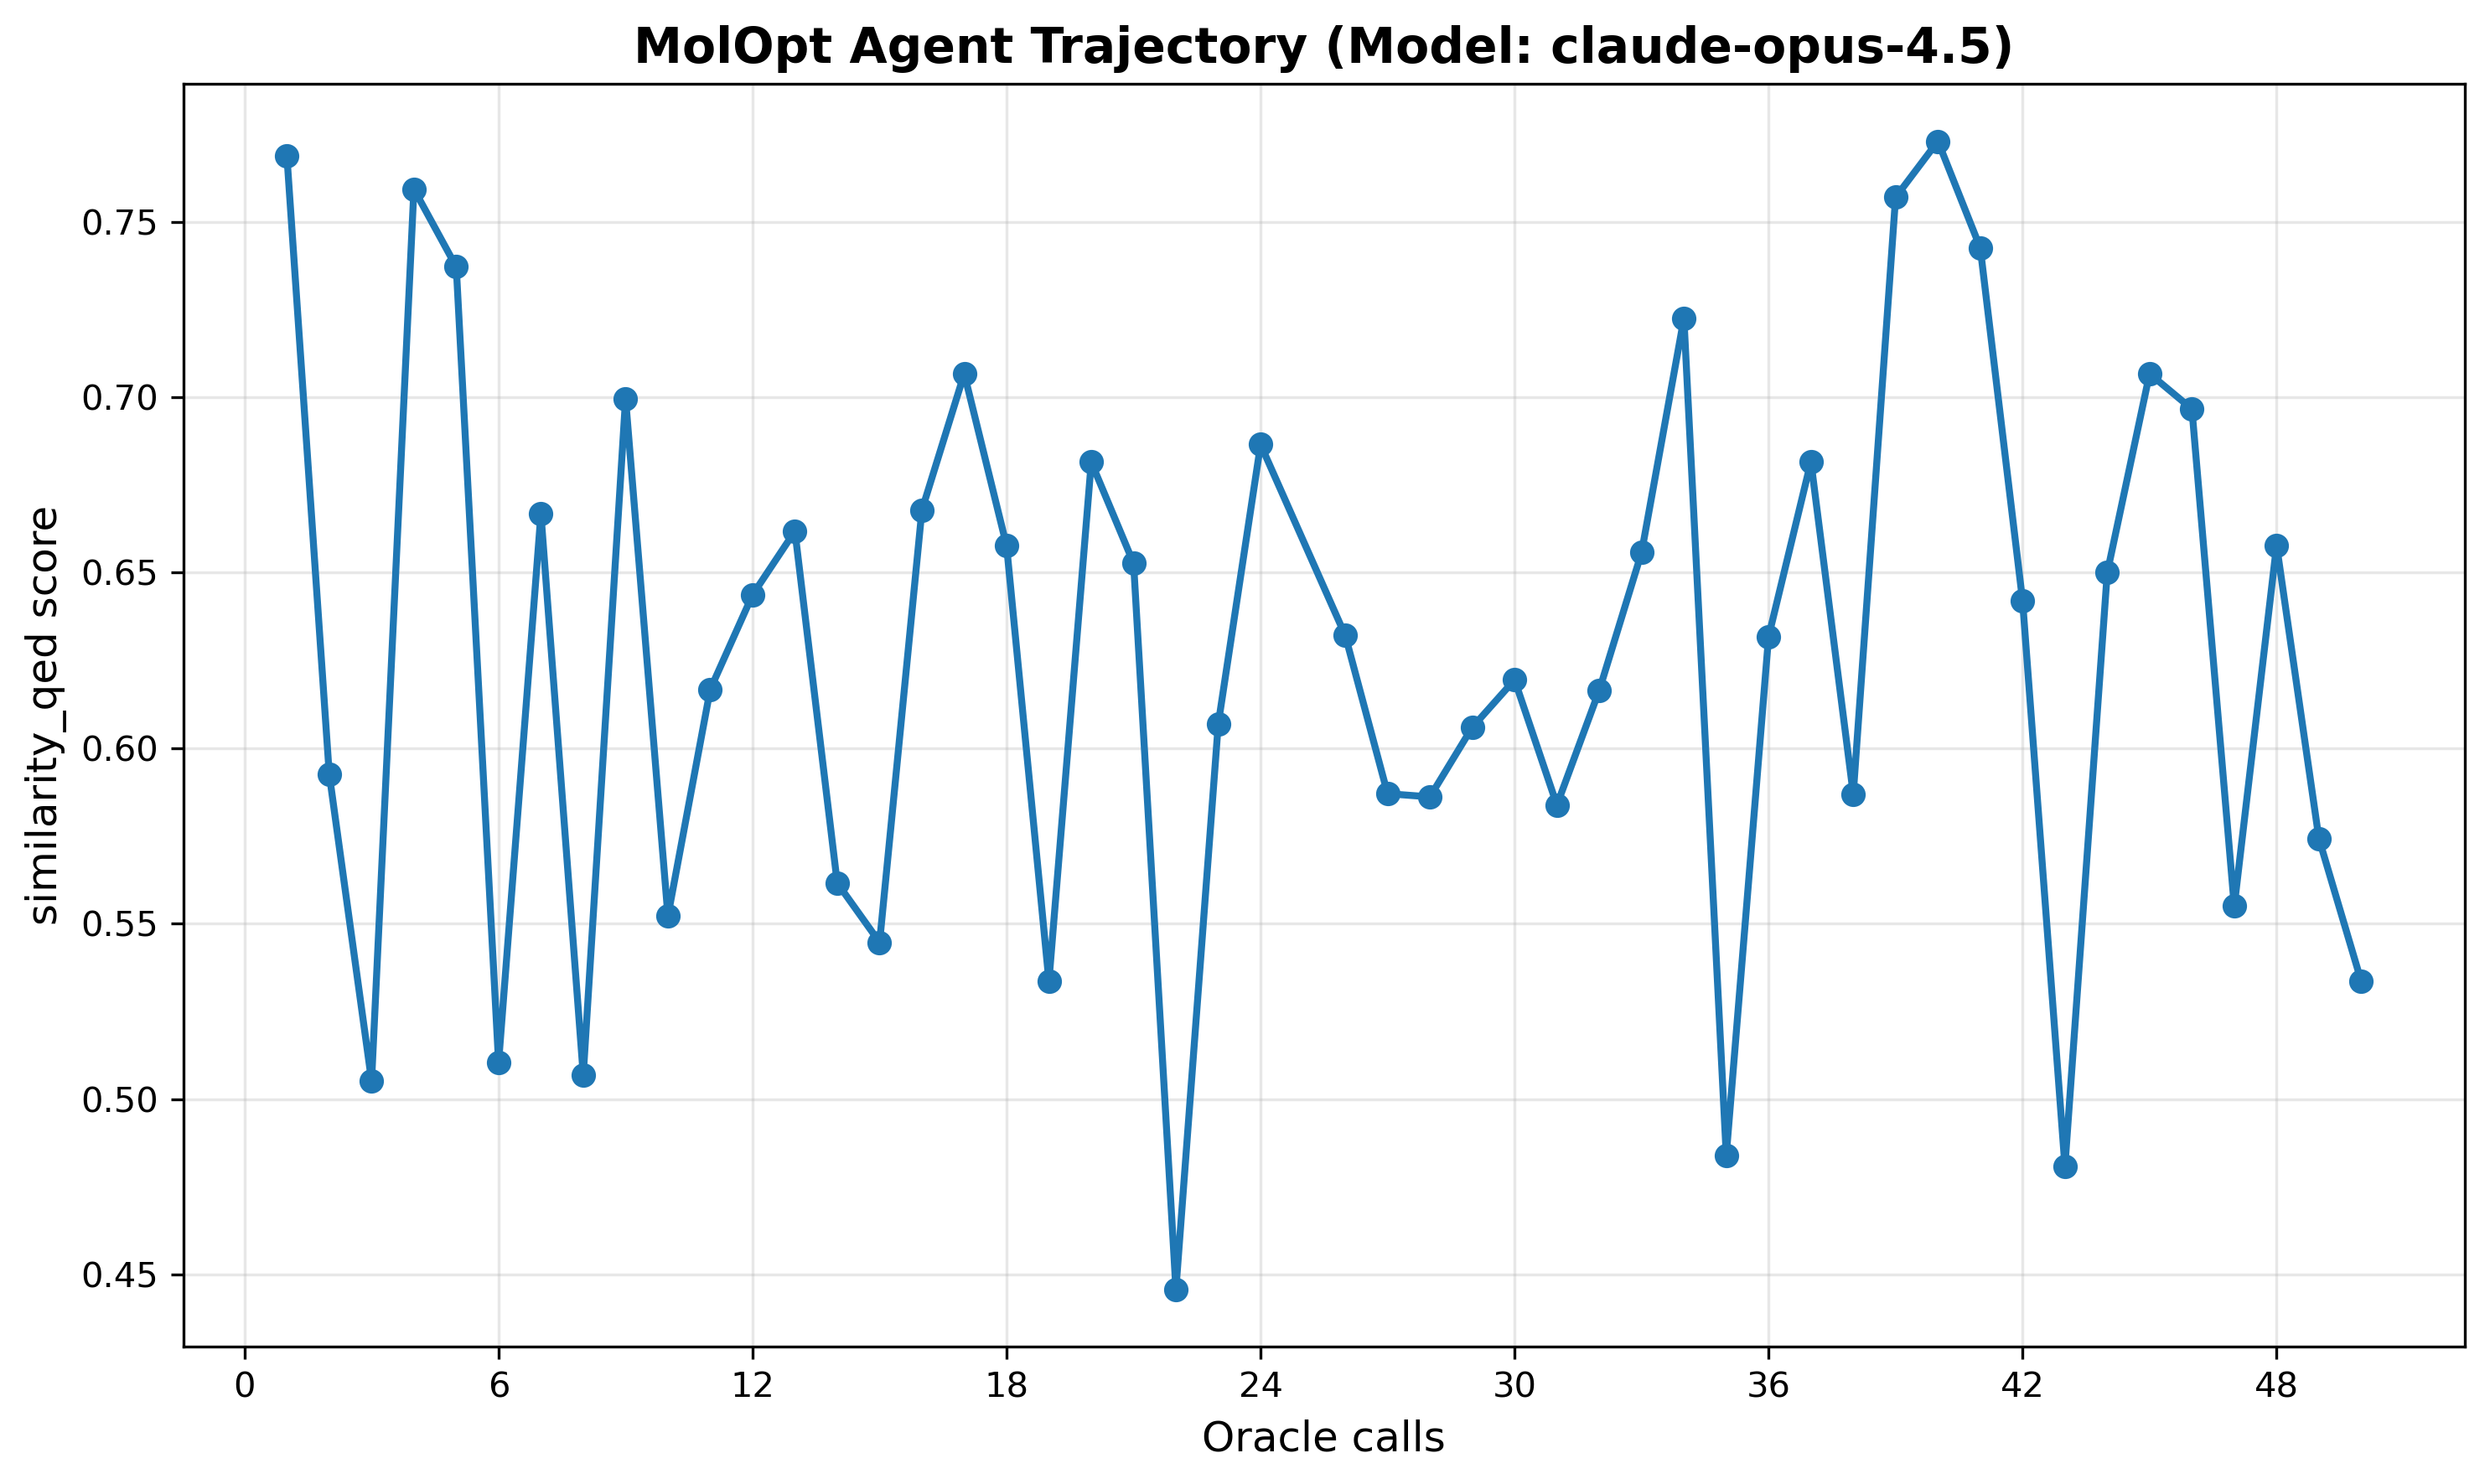 MolOpt Agent Trajectory (Model: claude-opus-4.5)
similarity_qed score
0.75
0.70
0.65
0.60
0.55
0.50
0.45
0 6 12 18 24 30 36 42 48
Oracle calls